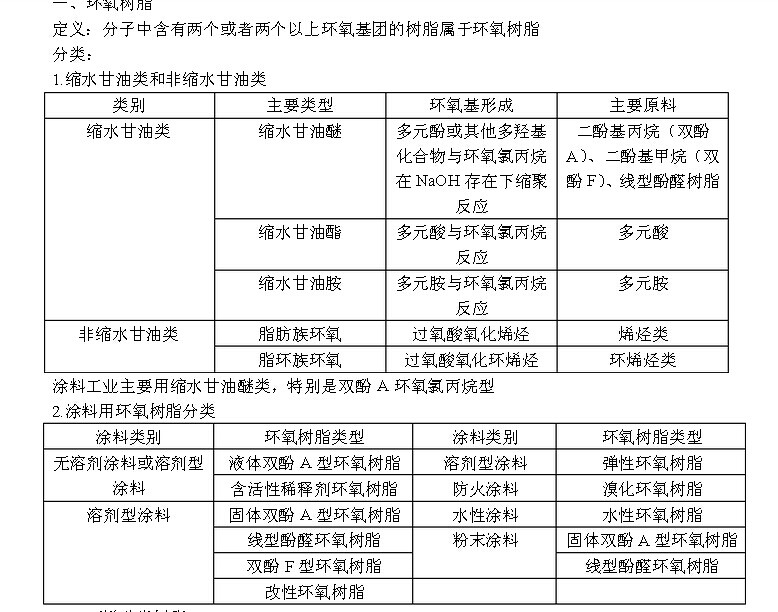 一、环氧树脂
定义：分子中含有两个或者两个以上环氧基团的树脂属于环氧树脂
分类：
1.缩水甘油类和非缩水甘油类
类别 主要类型 环氧基形成 主要原料
缩水甘油类 缩水甘油醚 多元酚或其他多羟基 二酚基丙烷（双酚
化合物与环氧氯丙烷 A）、二酚基甲烷（双
在 NaOH 存在下缩聚 酚 F）、线型酚醛树脂
反应
缩水甘油酯 多元酸与环氧氯丙烷 多元酸
反应
缩水甘油胺 多元胺与环氧氯丙烷 多元胺
反应
非缩水甘油类 脂肪族环氧 过氧酸氧化烯烃 烯烃类
脂环族环氧 过氧酸氧化环烯烃 环烯烃类
涂料工业主要用缩水甘油醚类，特别是双酚 A 环氧氯丙烷型
2.涂料用环氧树脂分类
涂料类别 环氧树脂类型 涂料类别 环氧树脂类型
无溶剂涂料或溶剂型 液体双酚 A 型环氧树脂 溶剂型涂料 弹性环氧树脂
涂料 含活性稀释剂环氧树脂 防火涂料 溴化环氧树脂
溶剂型涂料 固体双酚 A 型环氧树脂 水性涂料 水性环氧树脂
线型酚醛环氧树脂 粉末涂料 固体双酚 A 型环氧树脂
双酚 F 型环氧树脂 线型酚醛环氧树脂
改性环氧树脂